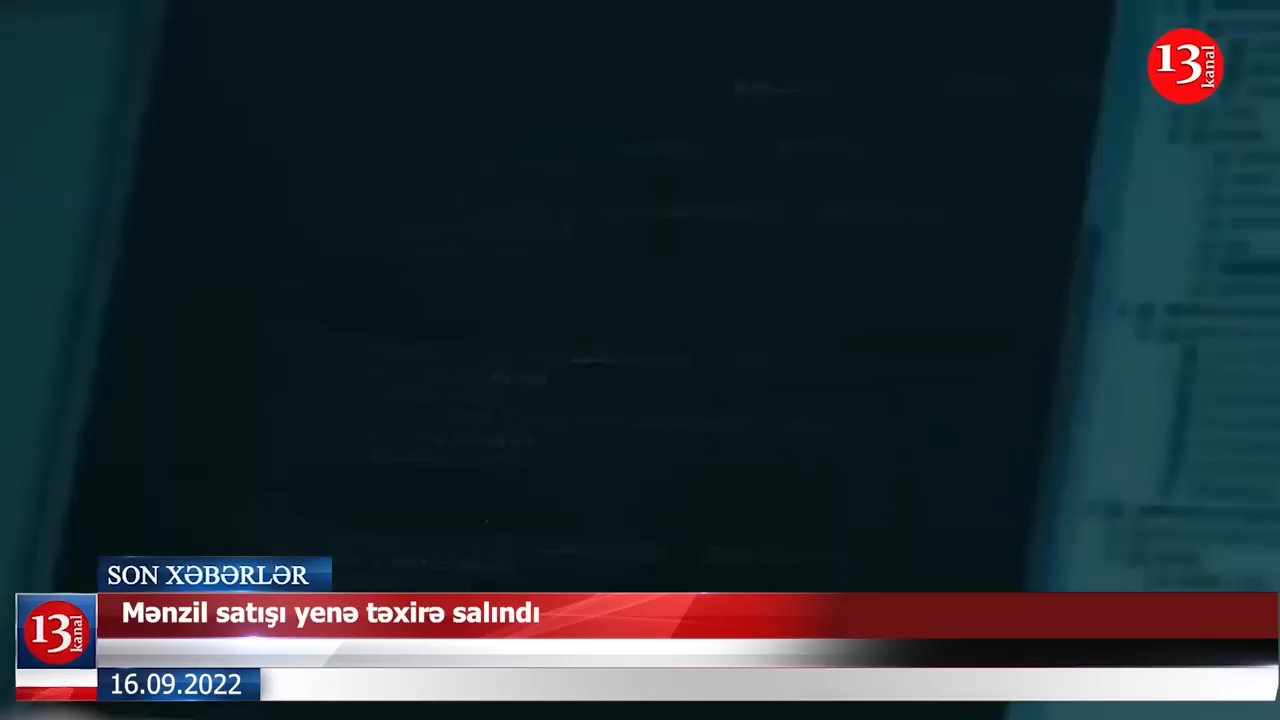 13 kanal
SON XƏBƏRLƏR
Mənzil satışı yenə təxirə salındı
13 kanal
16.09.2022